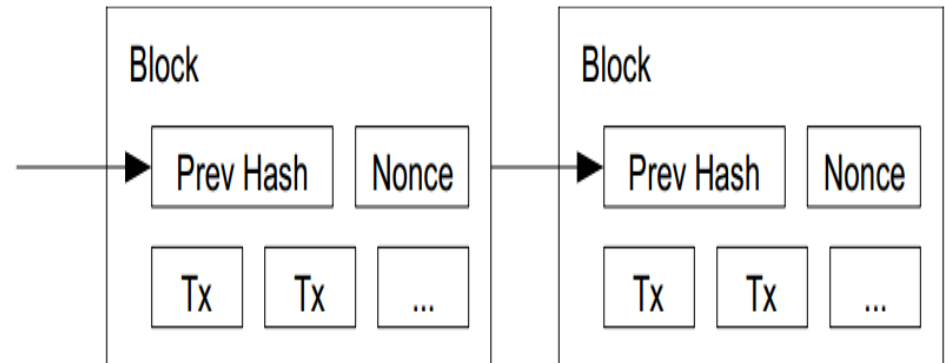 Block
Prev Hash
Nonce
Tx
Tx
...
Block
Prev Hash
Nonce
Tx
Tx
...